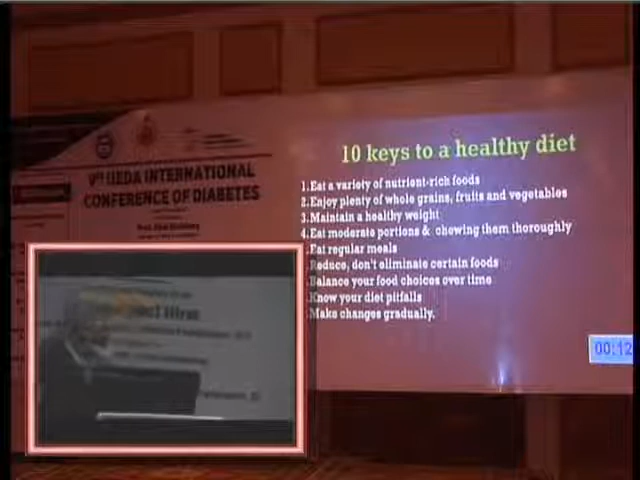 Vth UEDA INTERNATIONAL
CONFERENCE OF DIABETES
10 keys to a healthy diet
1.Eat a variety of nutrient-rich foods
2.Enjoy plenty of whole grains, fruits and vegetables
3.Maintain a healthy weight
4.Eat moderate portions & chewing them thoroughly
.Eat regular meals
.Reduce, don't eliminate certain foods
.Balance your food choices over time
.Know your diet pitfalls
.Make changes gradually.
00:12